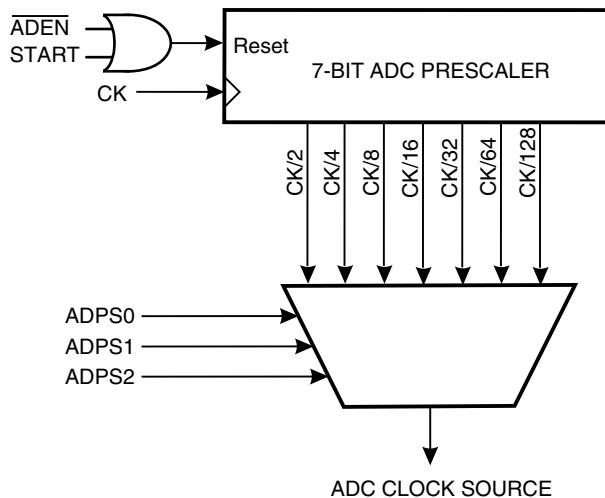 ADEN
START
Reset
7-BIT ADC PRESCALER
CK
CK/2
CK/4
CK/8
CK/16
CK/32
CK/64
CK/128
ADPS0
ADPS1
ADPS2
ADC CLOCK SOURCE